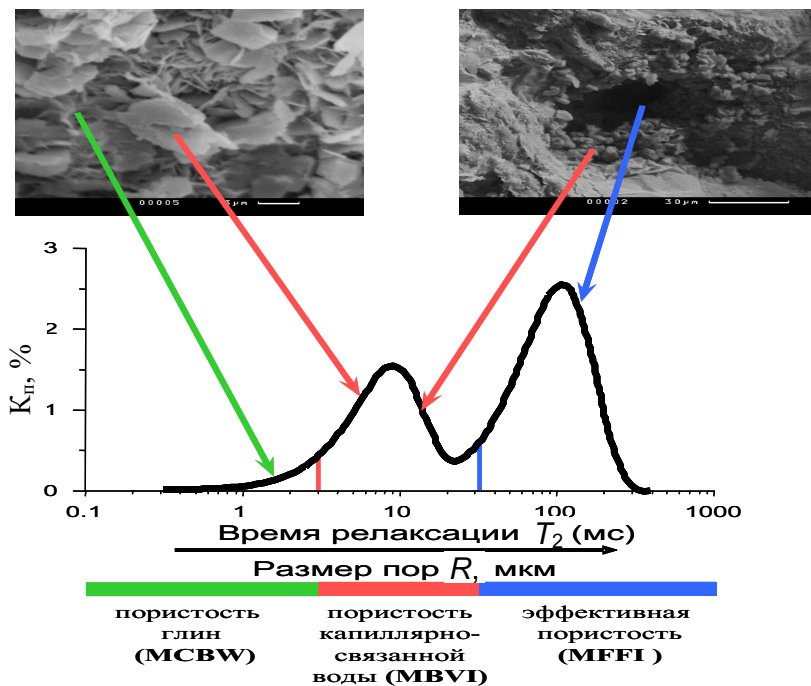 00005 3µm
00002 30µm
Кп, %
3
2
1
0
0.1 1 10 100 1000
Время релаксации T2 (мс)
Размер пор R, мкм
пористость
глин
(MCBW)
пористость
капиллярно-
связанной
воды (MBVI)
эффективная
пористость
(MFFI )